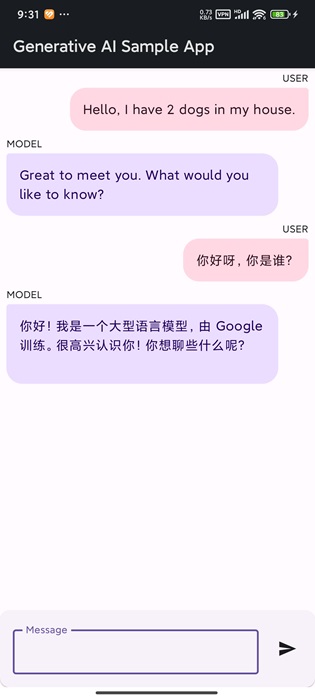 9:31 ··· 0.73 KB/s VPN HD 83
Generative AI Sample App
USER
Hello, I have 2 dogs in my house.
MODEL
Great to meet you. What would you
like to know?
USER
你好呀，你是谁？
MODEL
你好！我是一个大型语言模型，由 Google
训练。很高兴认识你！你想聊些什么呢？
Message